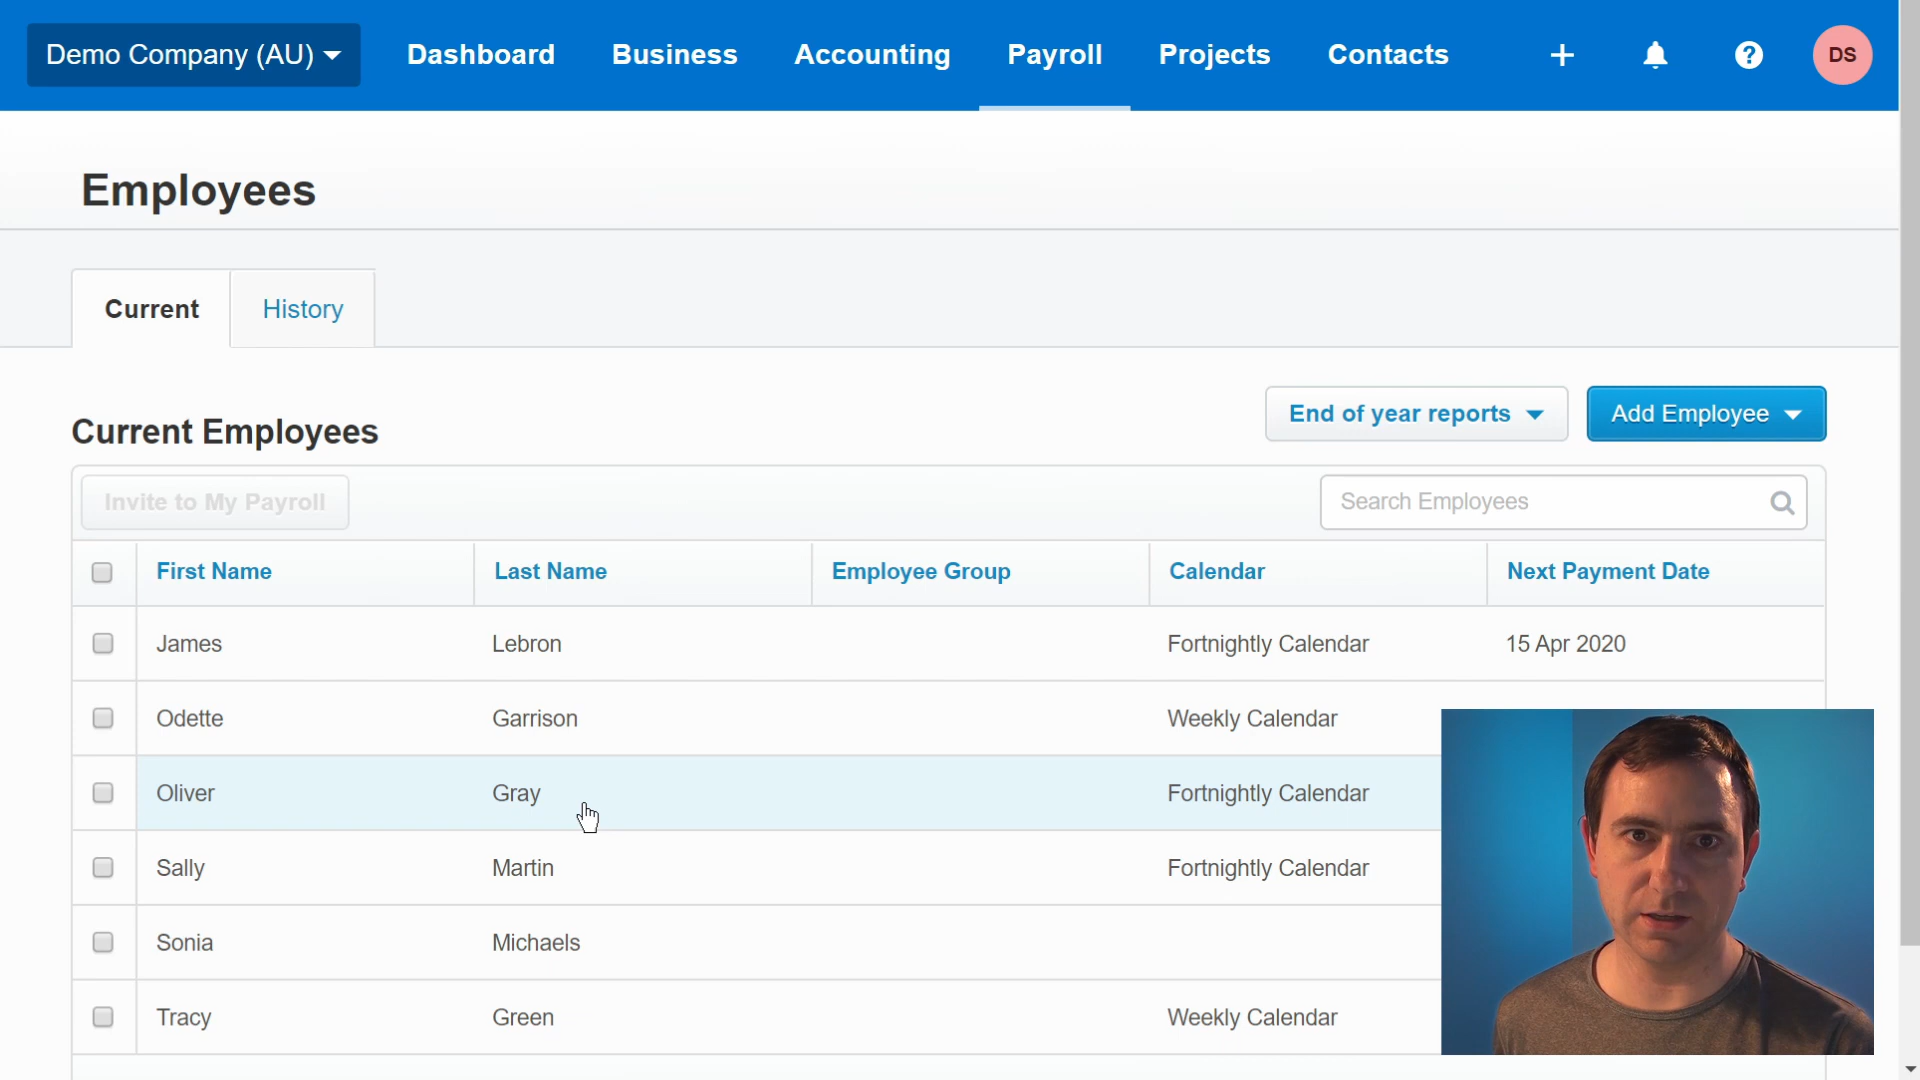 Demo Company (AU) Dashboard Business Accounting Payroll Projects Contacts DS
Employees
Current History
End of year reports Add Employee
Current Employees
Invite to My Payroll Search Employees
First Name Last Name Employee Group Calendar Next Payment Date
James Lebron Fortnightly Calendar 15 Apr 2020
Odette Garrison Weekly Calendar
Oliver Gray Fortnightly Calendar
Sally Martin Fortnightly Calendar
Sonia Michaels
Tracy Green Weekly Calendar